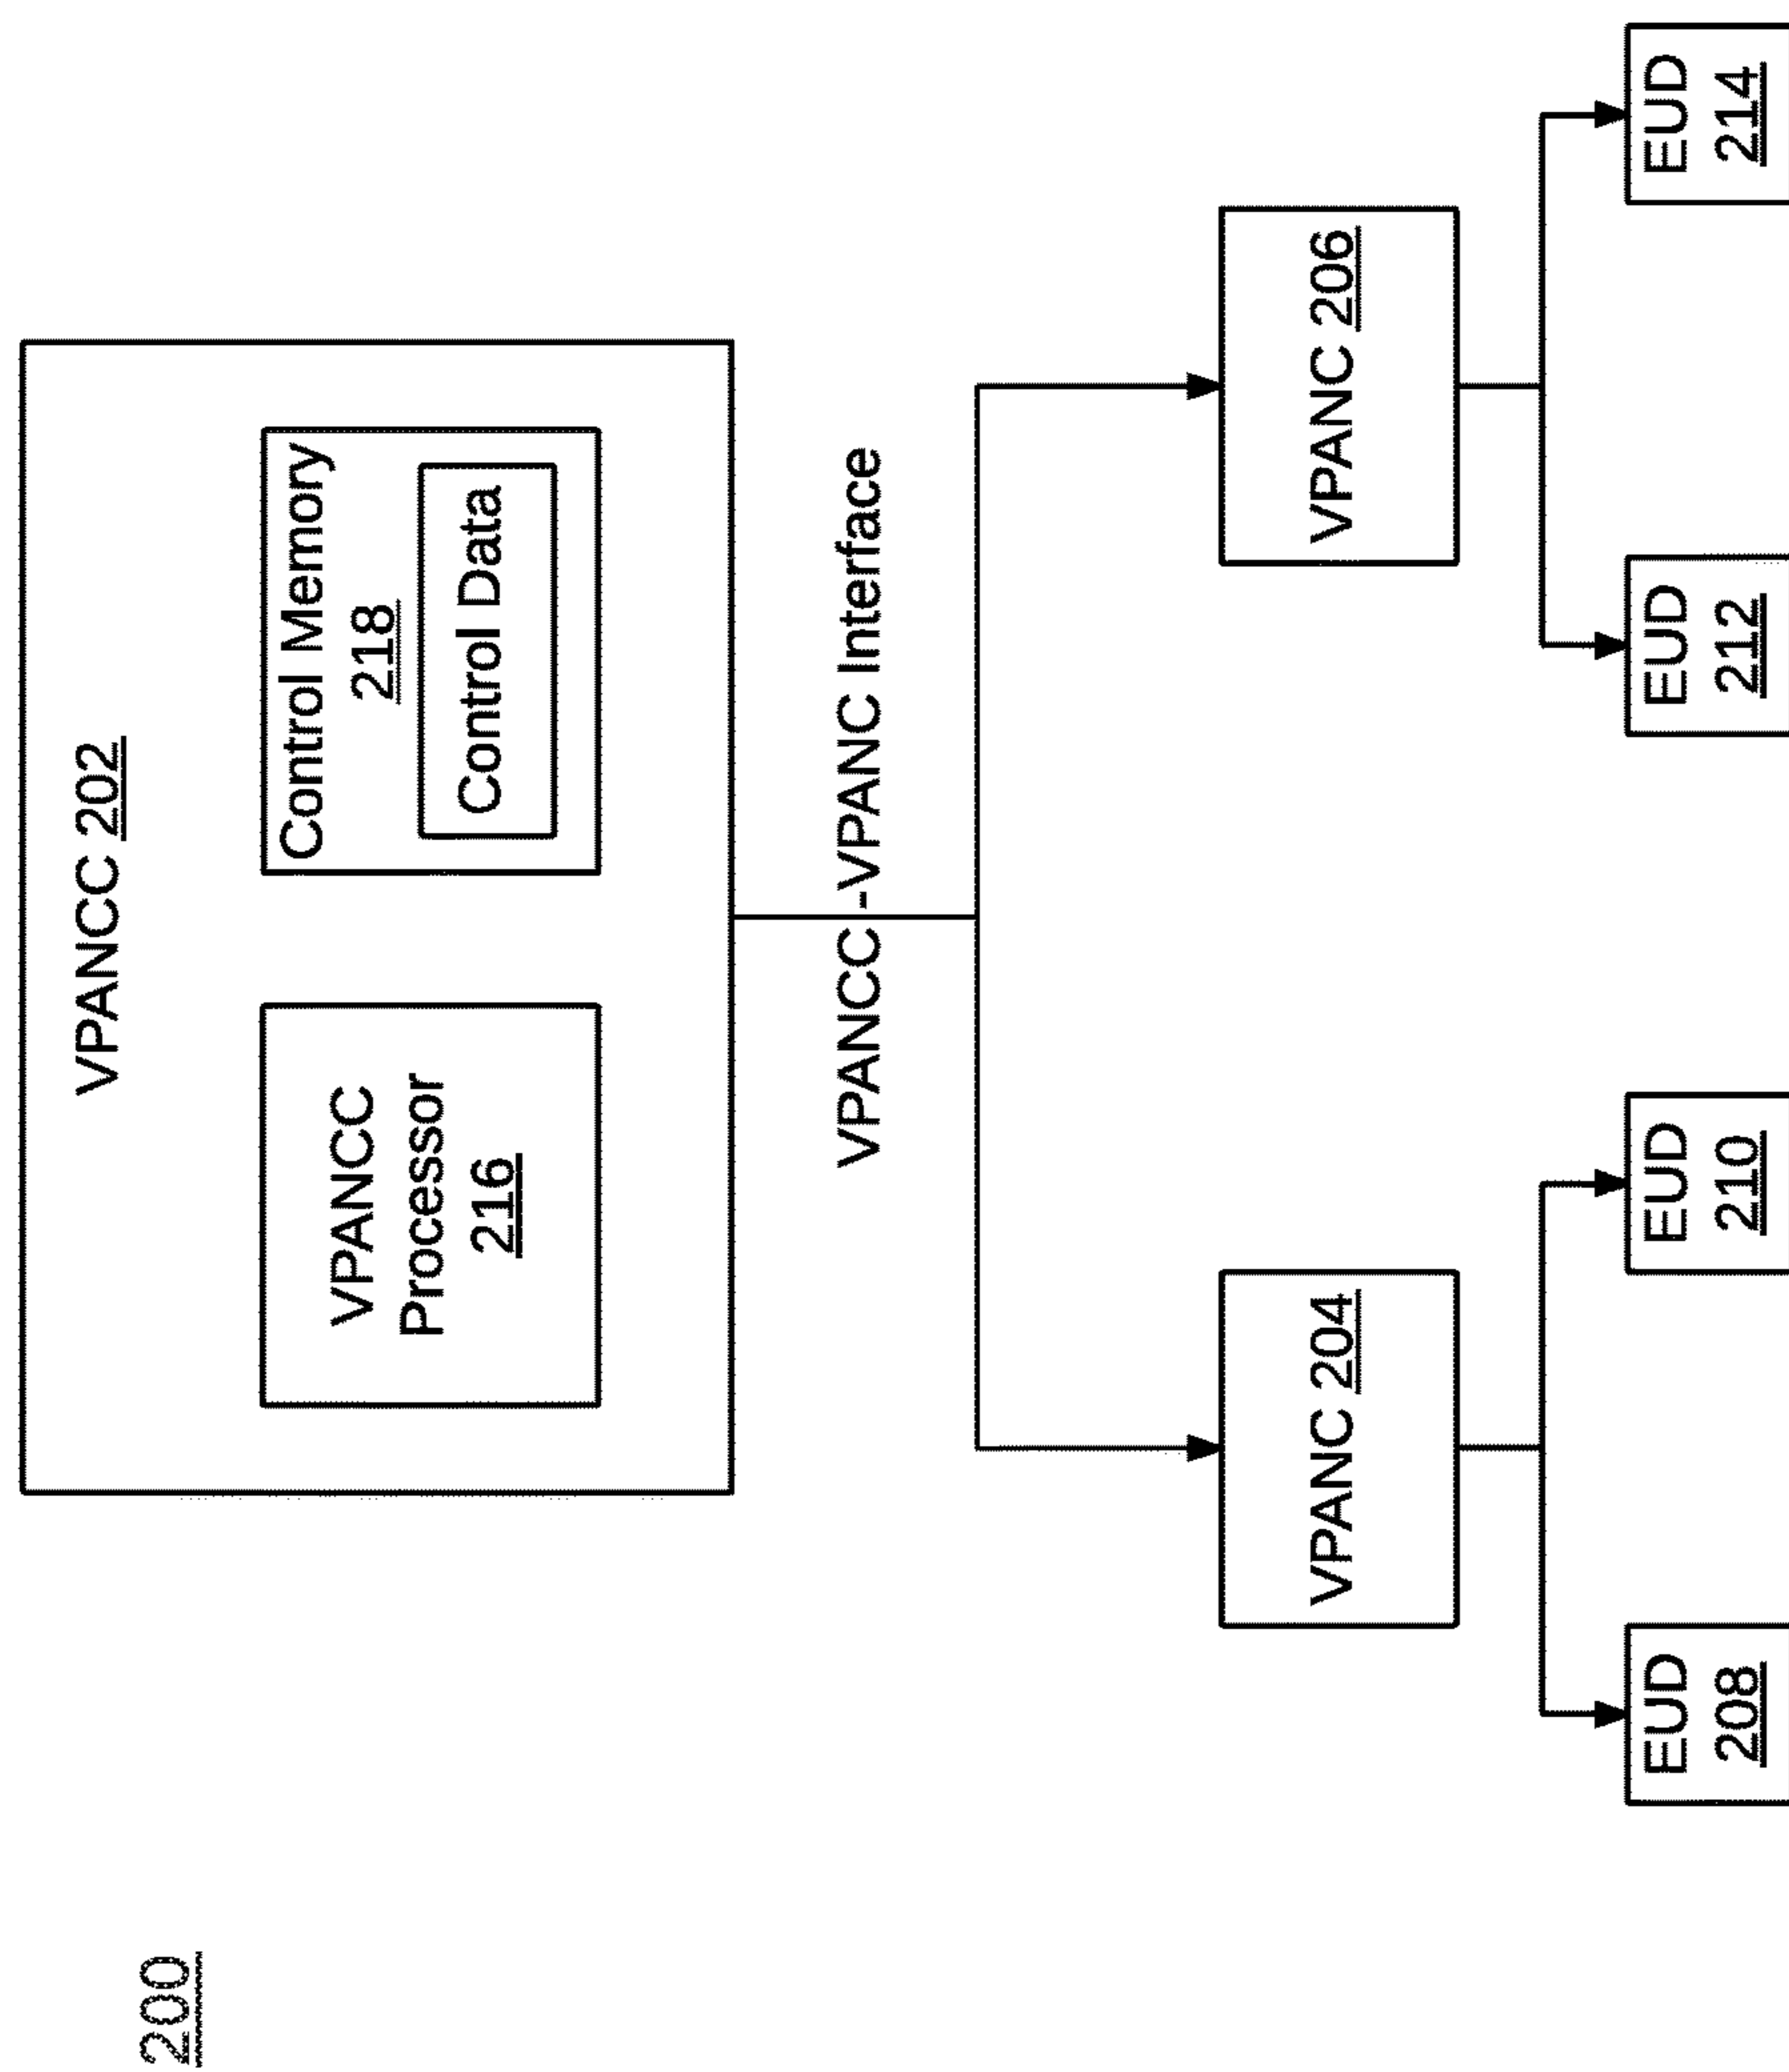 200
VPANCC 202
VPANCC
Processor
216
Control Memory
218
Control Data
VPANCC-VPANC Interface
VPANC 204
VPANC 206
EUD
208
EUD
210
EUD
212
EUD
214